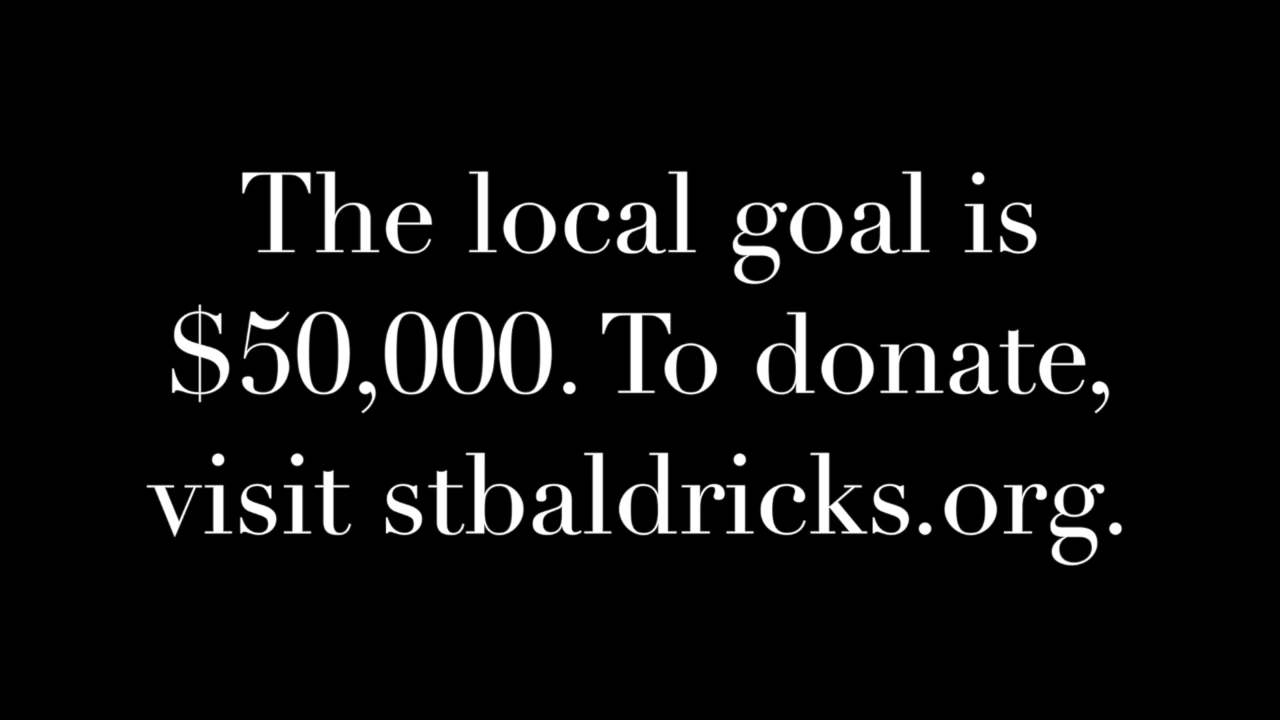 The local goal is
$50,000. To donate,
visit stbaldricks.org.